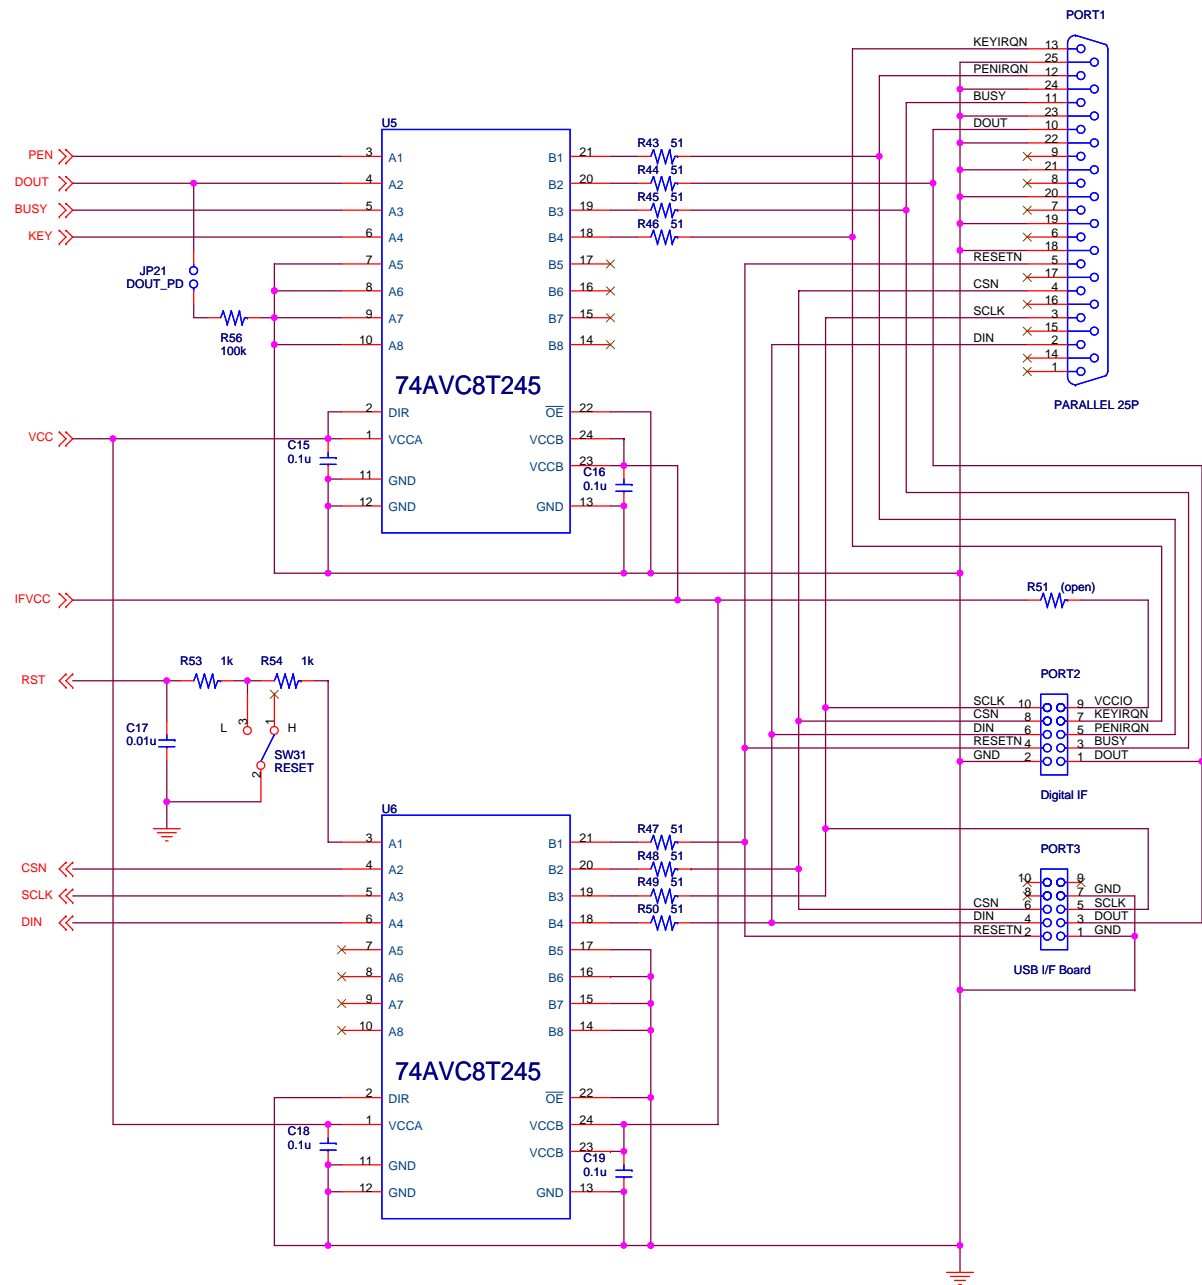 PORT1
KEYIRQN 13
25
PENIRQN 12
24
BUSY 11
23
DOUT 10
22
9
21
8
20
7
19
6
18
RESETN 5
17
CSN 4
16
SCLK 3
15
DIN 2
14
1
PARALLEL 25P
U5
PEN 3 A1 B1 21 R43 51
DOUT 4 A2 B2 20 R44 51
BUSY 5 A3 B3 19 R45 51
KEY 6 A4 B4 18 R46 51
7 A5 B5 17
8 A6 B6 16
9 A7 B7 15
10 A8 B8 14
JP21
DOUT_PD
R56
100k
74AVC8T245
2 DIR OE 22
VCC 1 VCCA VCCB 24
VCCB 23
C15
0.1u
C16
0.1u
11 GND
12 GND GND 13
IFVCC
R51 (open)
RST
R53 1k R54 1k
C17
0.01u
L 3 1 H
2
SW31
RESET
PORT2
SCLK 10 9 VCCIO
CSN 8 7 KEYIRQN
DIN 6 5 PENIRQN
RESETN 4 3 BUSY
GND 2 1 DOUT
Digital IF
U6
3 A1 B1 21 R47 51
CSN 4 A2 B2 20 R48 51
SCLK 5 A3 B3 19 R49 51
DIN 6 A4 B4 18 R50 51
7 A5 B5 17
8 A6 B6 16
9 A7 B7 15
10 A8 B8 14
PORT3
10 9
8 7 GND
CSN 6 5 SCLK
DIN 4 3 DOUT
RESETN 2 1 GND
USB I/F Board
74AVC8T245
2 DIR OE 22
1 VCCA VCCB 24
VCCB 23
C18
0.1u
C19
0.1u
11 GND
12 GND GND 13